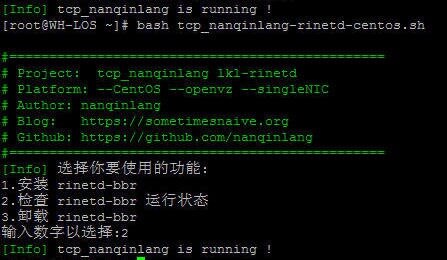 [Info] tcp_nanqinlang is running !
[root@WH-LOS ~]# bash tcp_nanqinlang-rinetd-centos.sh
#=================================================
# Project:  tcp_nanqinlang lkl-rinetd
# Platform: --CentOS --openvz --singleNIC
# Author: nanqinlang
# Blog:   https://sometimesnaive.org
# Github: https://github.com/nanqinlang
#=================================================
[Info] 选择你要使用的功能:
1.安装 rinetd-bbr
2.检查 rinetd-bbr 运行状态
3.卸载 rinetd-bbr
输入数字以选择:2
[Info] tcp_nanqinlang is running !